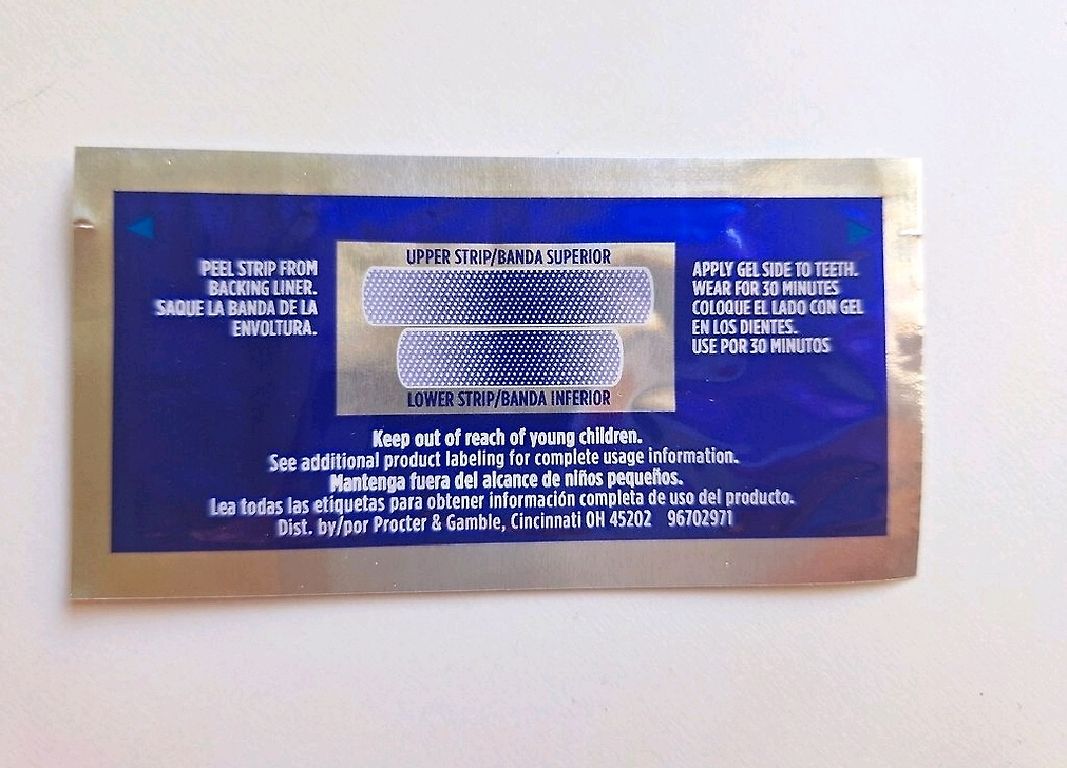 UPPER STRIP/BANDA SUPERIOR
PEEL STRIP FROM
BACKING LINER.
SAQUE LA BANDA DE LA
ENVOLTURA.
APPLY GEL SIDE TO TEETH.
WEAR FOR 30 MINUTES
COLOQUE EL LADO CON GEL
EN LOS DIENTES.
USE POR 30 MINUTOS
LOWER STRIP/BANDA INFERIOR
Keep out of reach of young children.
See additional product labeling for complete usage information.
Mantenga fuera del alcance de niños pequeños.
Lea todas las etiquetas para obtener información completa de uso del producto.
Dist. by/por Procter & Gamble, Cincinnati OH 45202 96702971